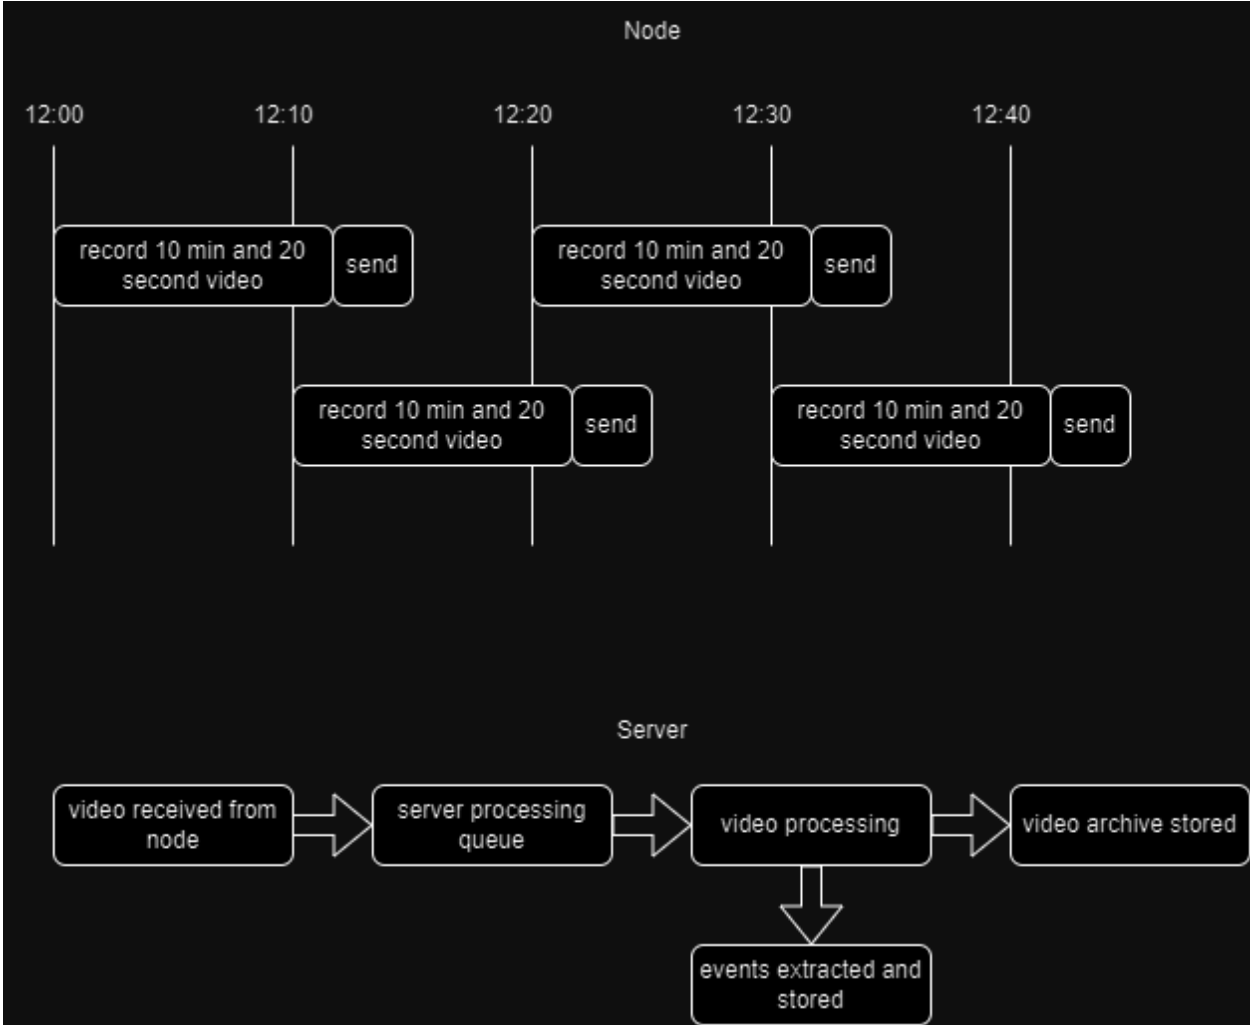 Node
12:00
12:10
12:20
12:30
12:40
record 10 min and 20
second video
send
record 10 min and 20
second video
send
record 10 min and 20
second video
send
record 10 min and 20
second video
send
Server
video received from
node
server processing
queue
video processing
video archive stored
events extracted and
stored